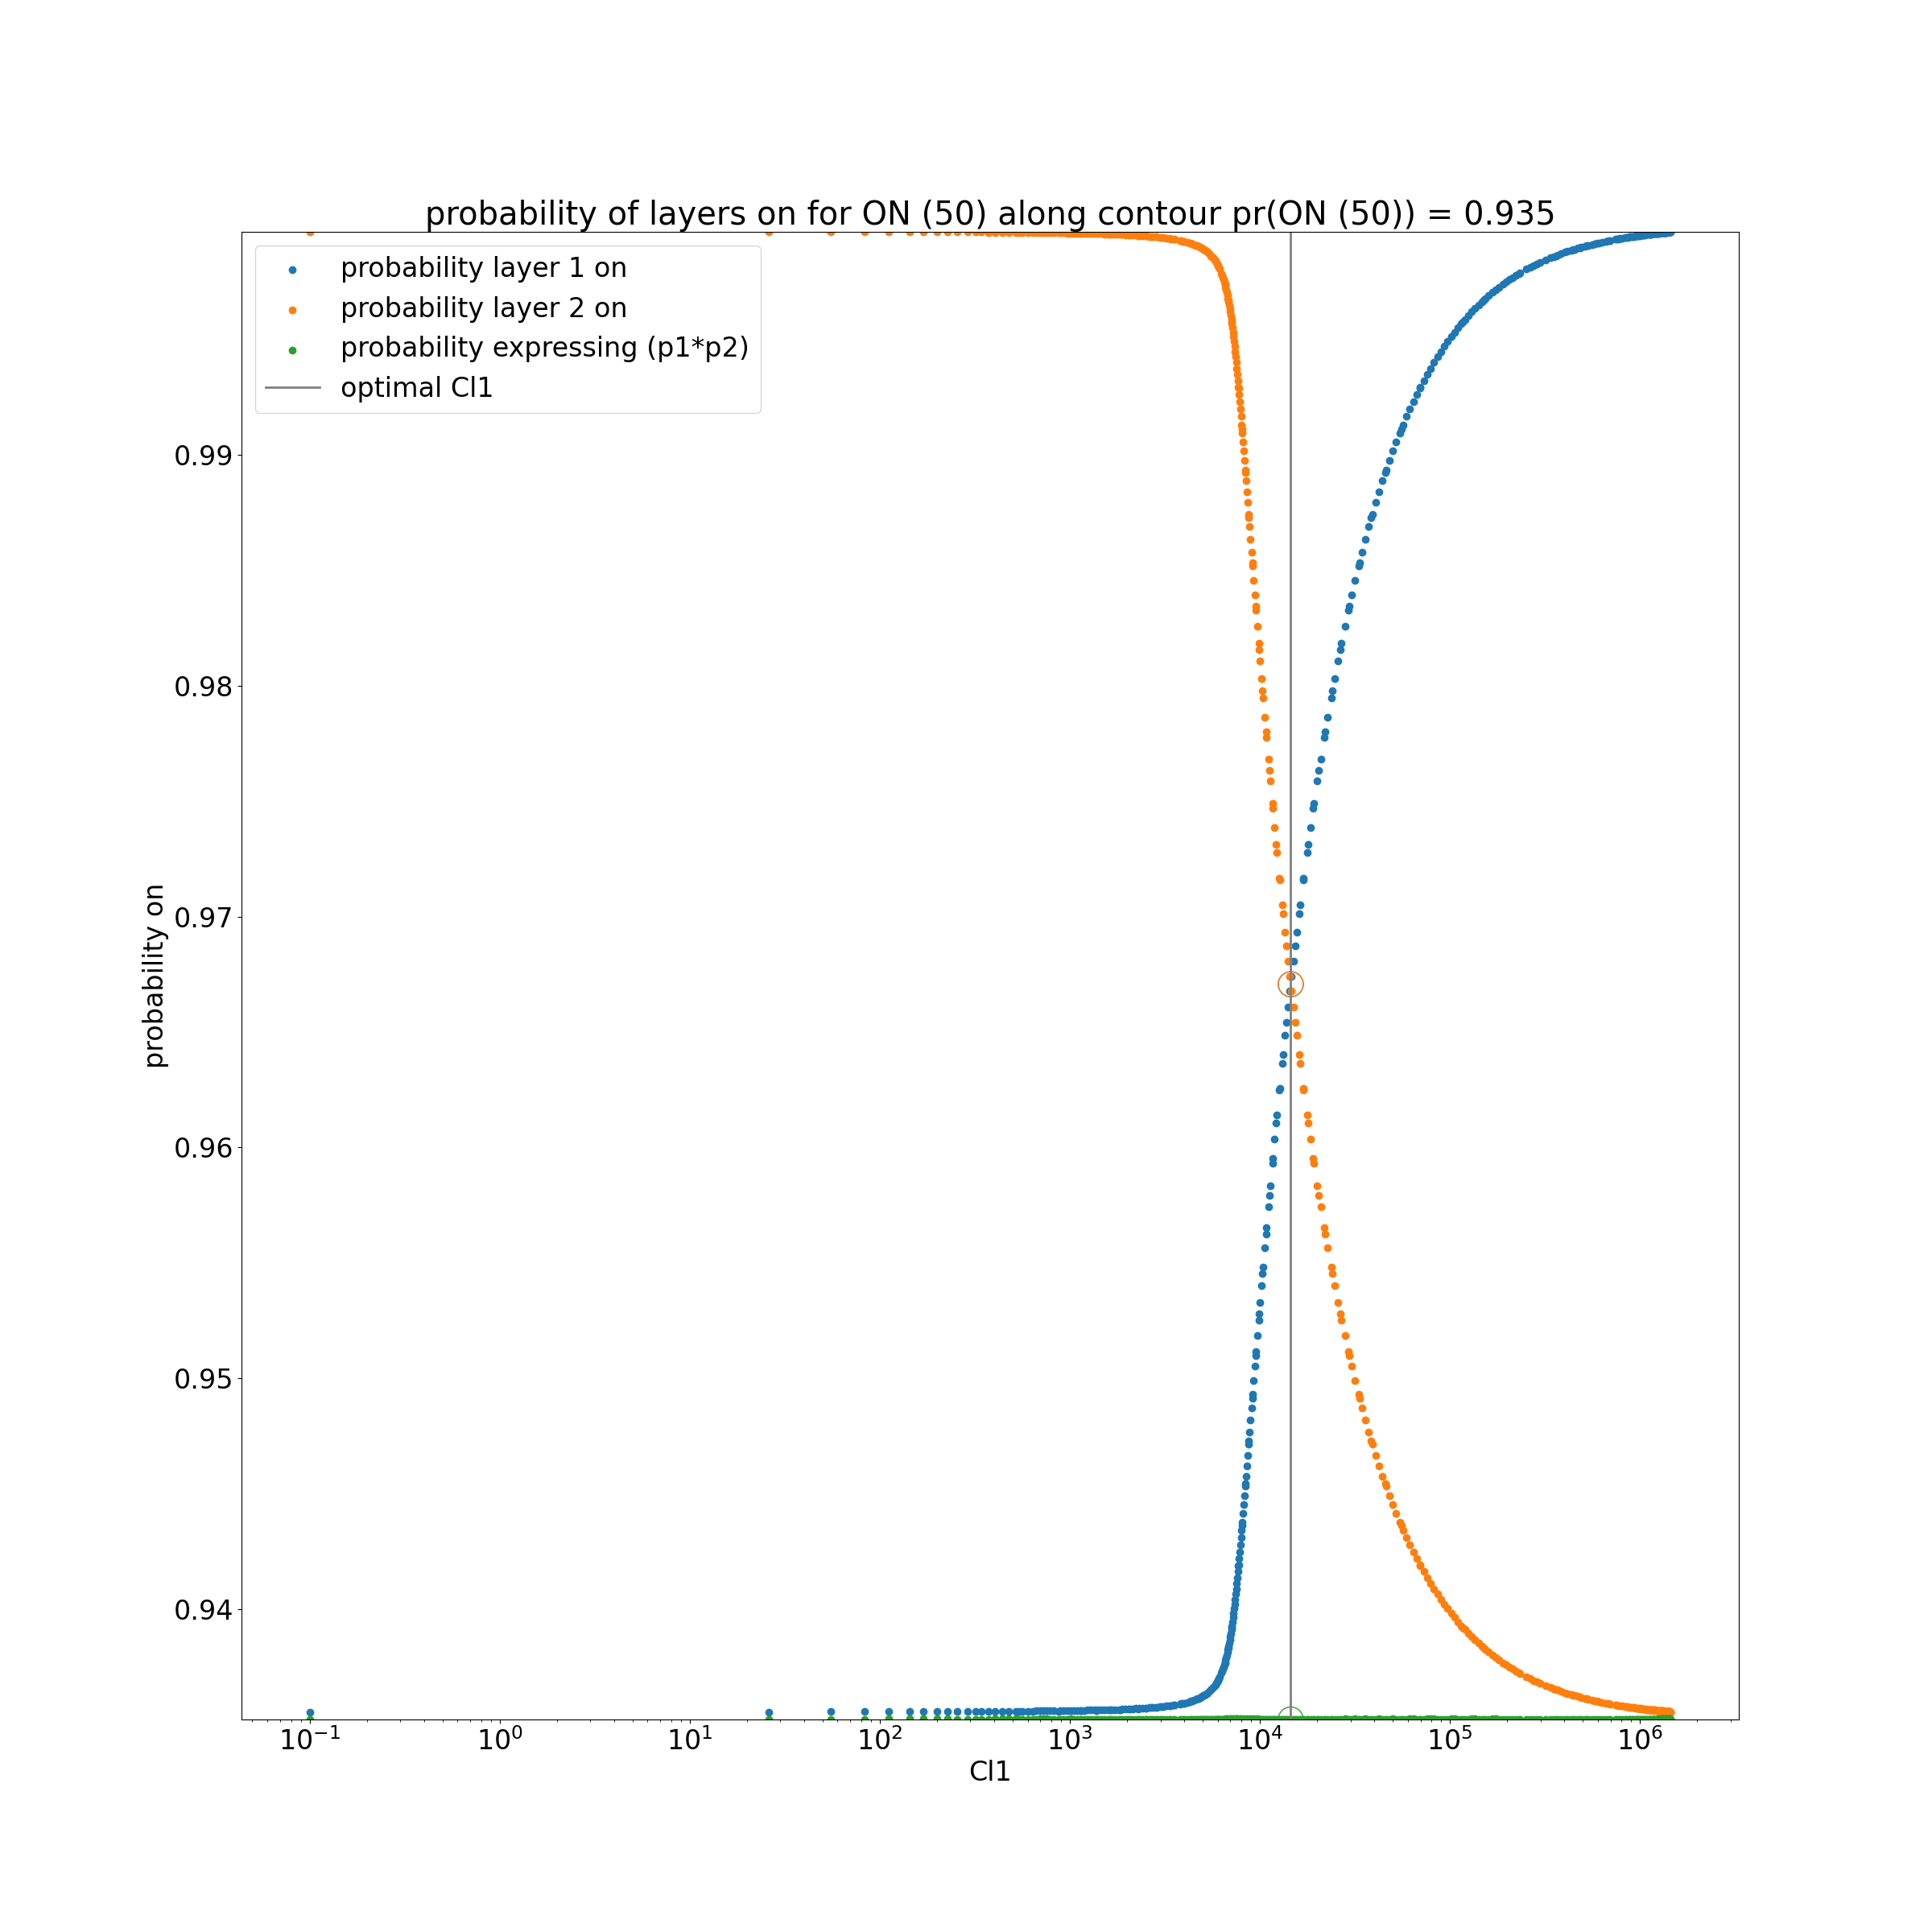 probability of layers on for ON (50) along contour pr(ON (50)) = 0.935
probability layer 1 on
probability layer 2 on
probability expressing (p1*p2)
optimal Cl1
0.99
0.98
0.97
0.96
0.95
0.94
probability on
10⁻¹ 10⁰ 10¹ 10² 10³ 10⁴ 10⁵ 10⁶
Cl1